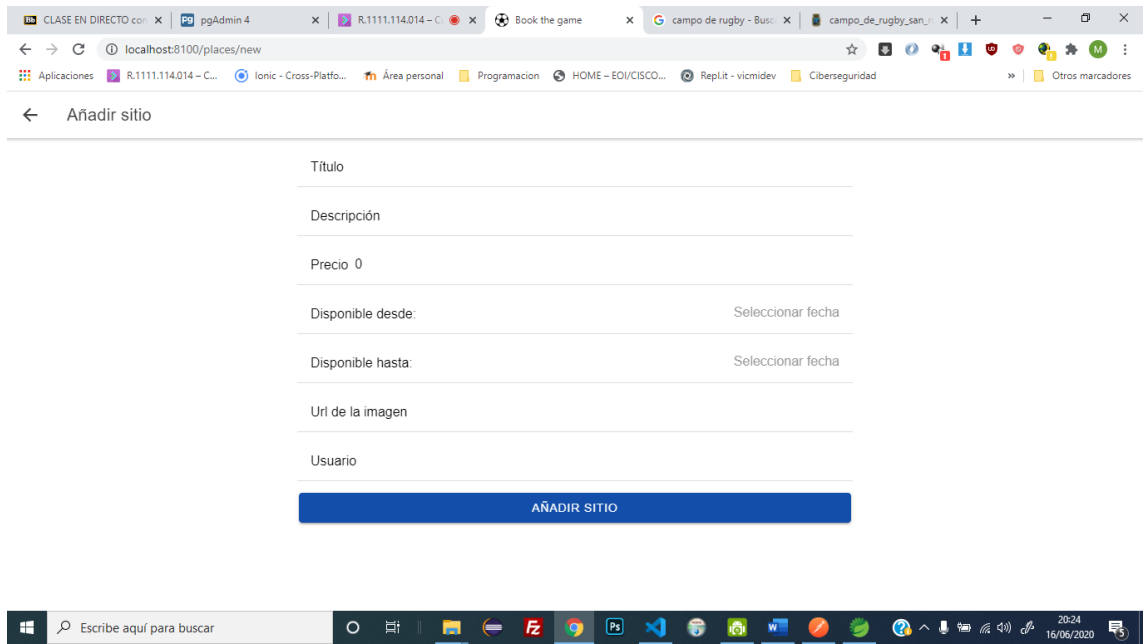 CLASE EN DIRECTO con
pgAdmin 4
R.1111.114.014 – C
Book the game
campo de rugby - Busc
campo_de_rugby_san_r
localhost:8100/places/new
Aplicaciones
R.1111.114.014 – C...
Ionic - Cross-Platfo...
Área personal
Programacion
HOME – EOI/CISCO...
Repl.it - vicmidev
Ciberseguridad
»
Otros marcadores
Añadir sitio
Título
Descripción
Precio 0
Disponible desde: Seleccionar fecha
Disponible hasta: Seleccionar fecha
Url de la imagen
Usuario
AÑADIR SITIO
Escribe aquí para buscar
20:24
16/06/2020